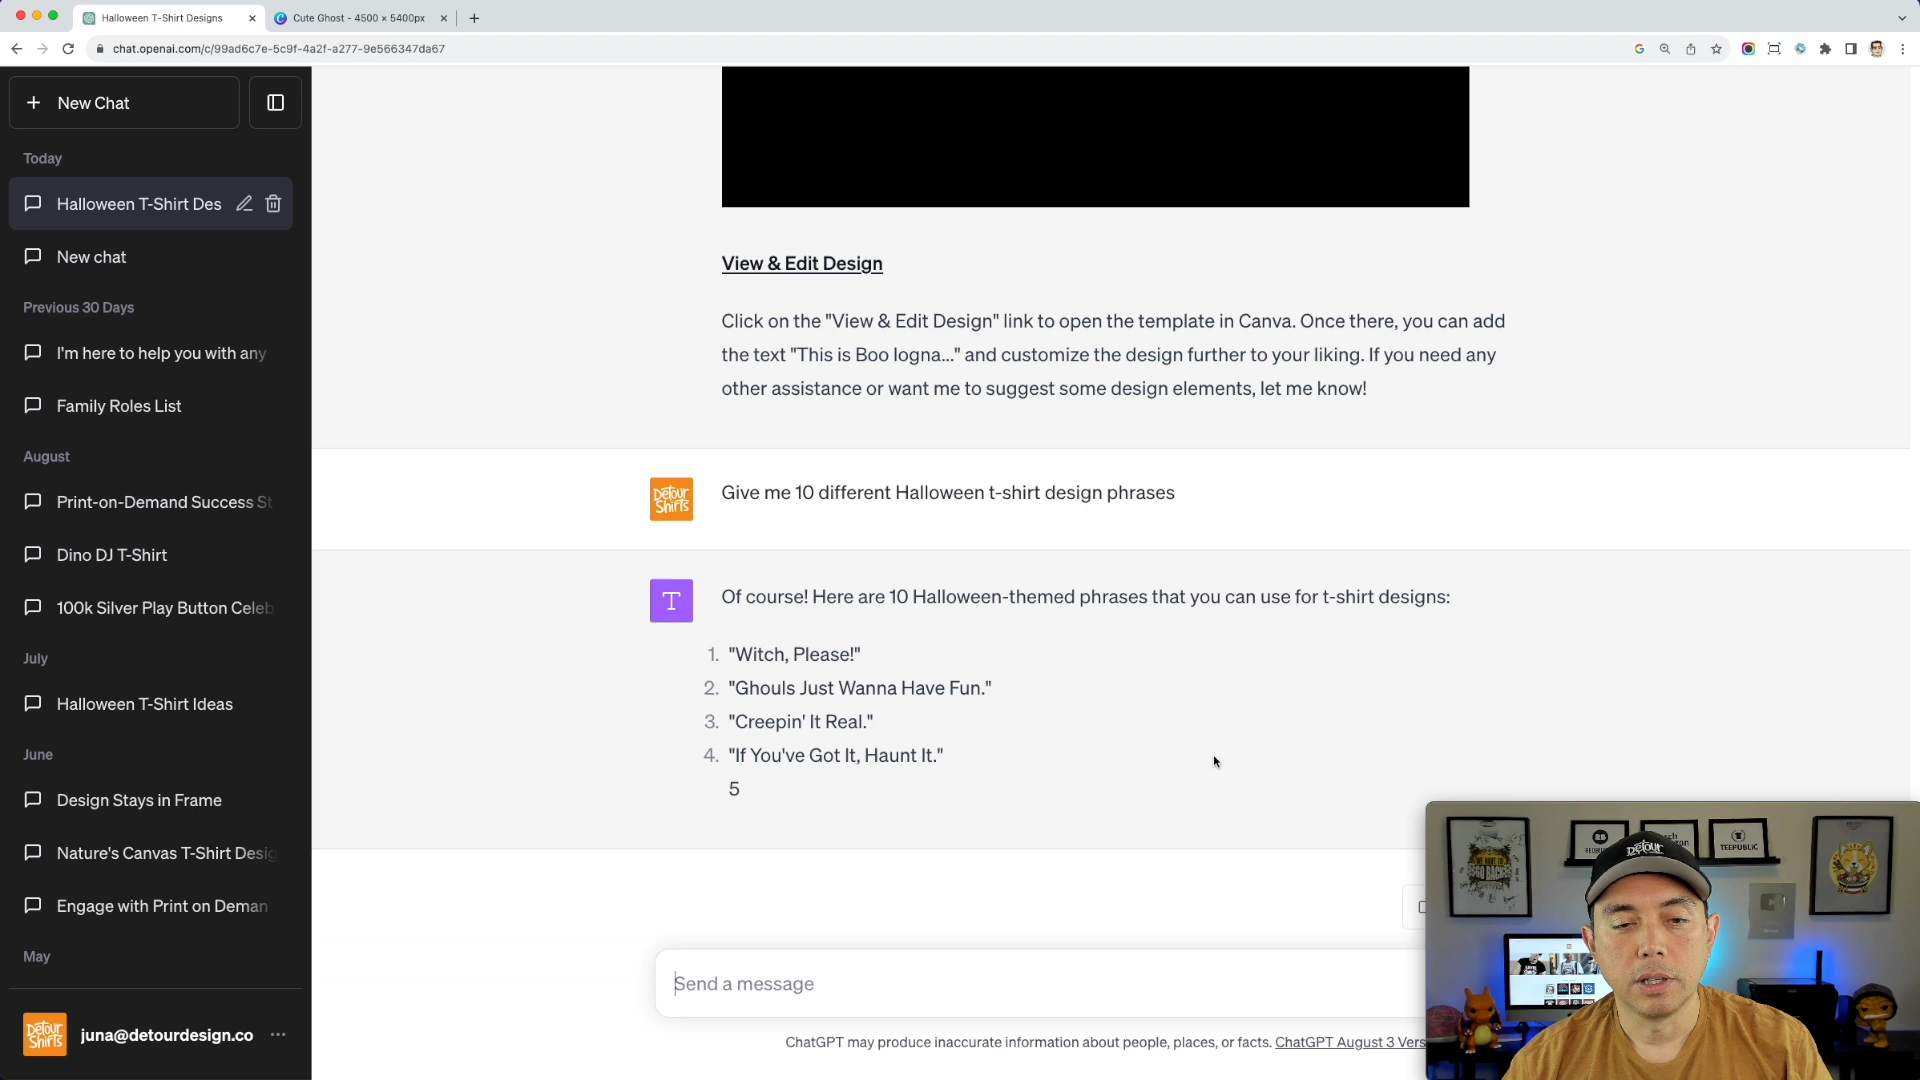 Halloween T-Shirt Designs
Cute Ghost - 4500 × 5400px
chat.openai.com/c/99ad6c7e-5c9f-4a2f-a277-9e566347da67
New Chat
Today
Halloween T-Shirt Des
New chat
Previous 30 Days
I'm here to help you with any
Family Roles List
August
Print-on-Demand Success St
Dino DJ T-Shirt
100k Silver Play Button Celeb
July
Halloween T-Shirt Ideas
June
Design Stays in Frame
Nature's Canvas T-Shirt Desig
Engage with Print on Deman
May
DeTour Shirts
juna@detourdesign.co
View & Edit Design
Click on the "View & Edit Design" link to open the template in Canva. Once there, you can add
the text "This is Boo logna..." and customize the design further to your liking. If you need any
other assistance or want me to suggest some design elements, let me know!
DeTour Shirts
Give me 10 different Halloween t-shirt design phrases
T
Of course! Here are 10 Halloween-themed phrases that you can use for t-shirt designs:
1. "Witch, Please!"
2. "Ghouls Just Wanna Have Fun."
3. "Creepin' It Real."
4. "If You've Got It, Haunt It."
5
Send a message
ChatGPT may produce inaccurate information about people, places, or facts. ChatGPT August 3 Vers
TEEPUBLIC
DeTour